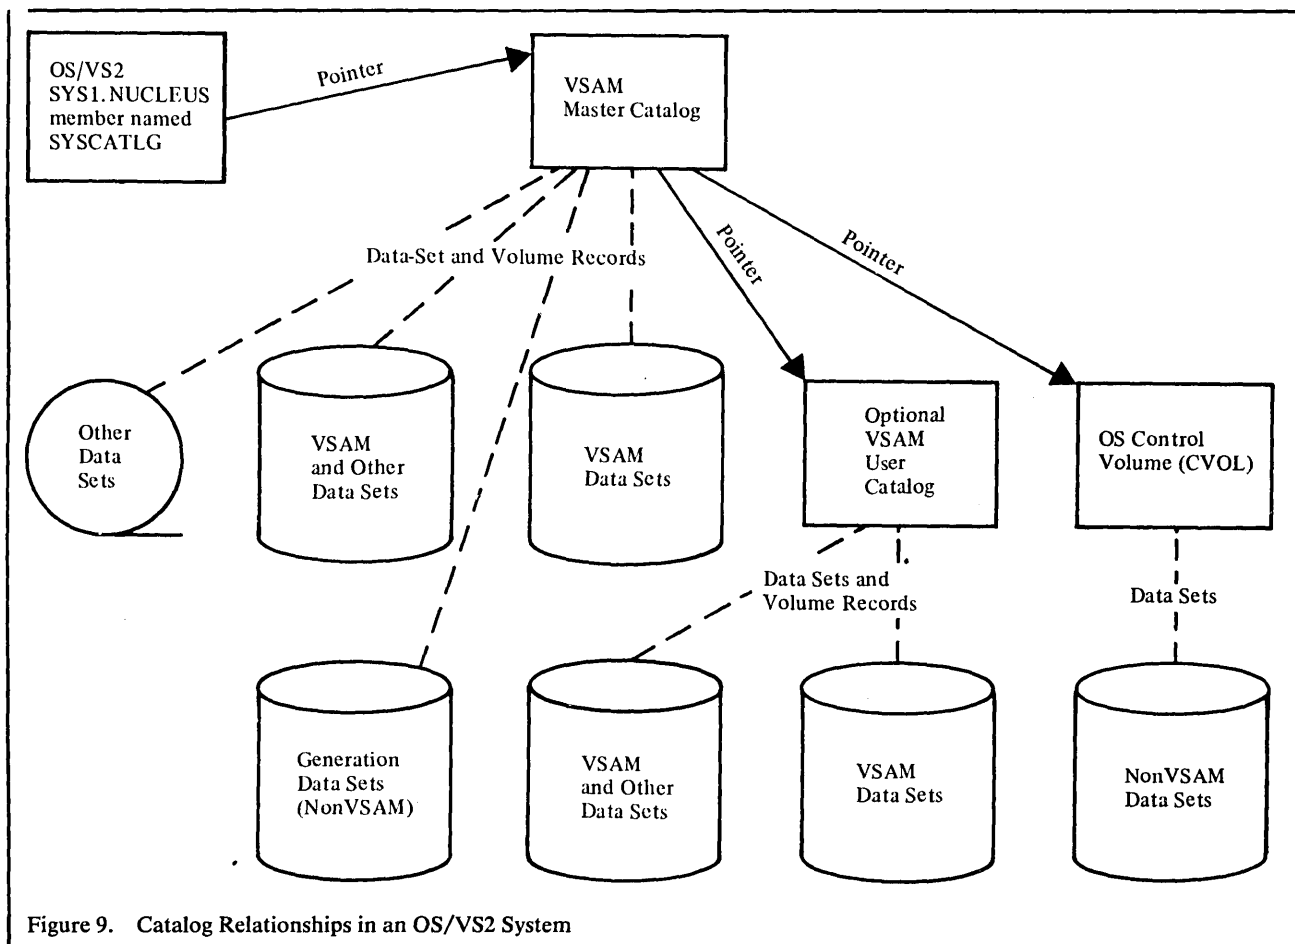 OS/VS2
SYS1.NUCLEUS
member named
SYSCATLG
Pointer
VSAM
Master Catalog
Data-Set and Volume Records
Pointer
Pointer
Other
Data
Sets
VSAM
and Other
Data Sets
VSAM
Data Sets
Optional
VSAM
User
Catalog
OS Control
Volume (CVOL)
Data Sets and
Volume Records
Data Sets
Generation
Data Sets
(NonVSAM)
VSAM
and Other
Data Sets
VSAM
Data Sets
NonVSAM
Data Sets
Figure 9. Catalog Relationships in an OS/VS2 System